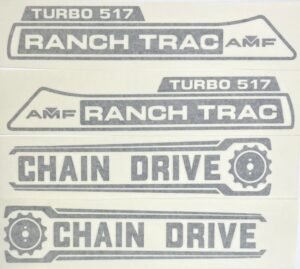 TURBO 517
RANCH TRAC AMF
TURBO 517
AMF RANCH TRAC
CHAIN DRIVE
CHAIN DRIVE